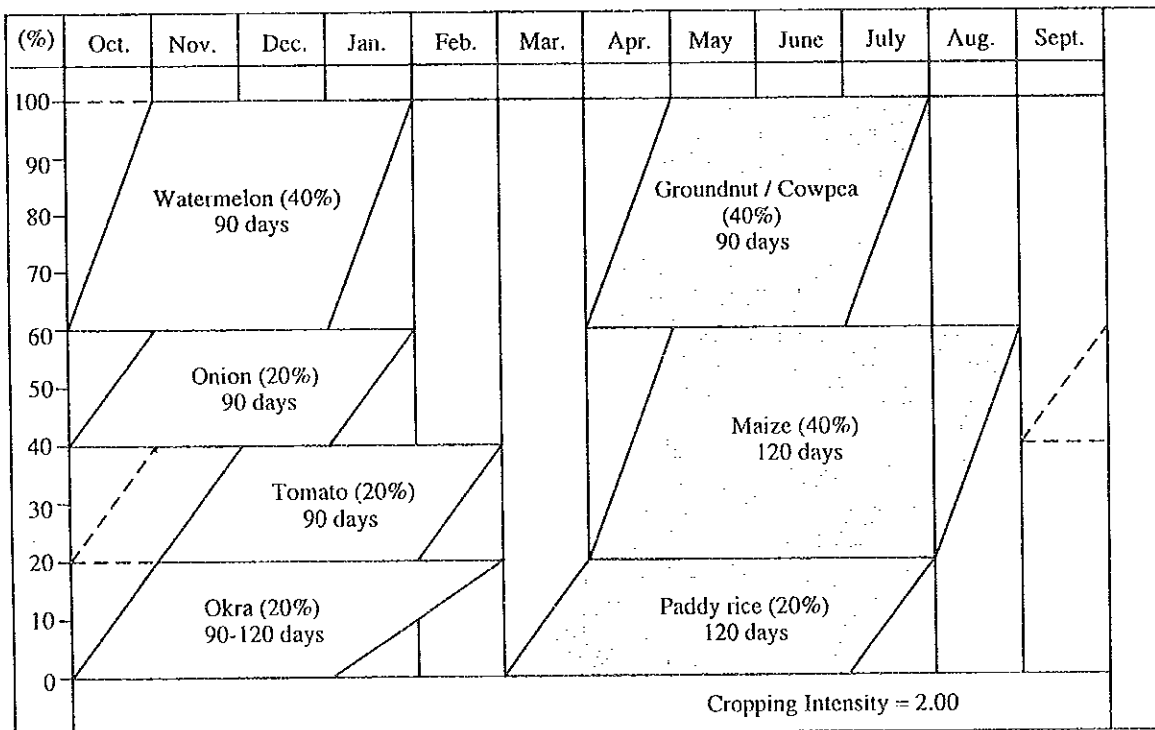 (%) Oct. Nov. Dec. Jan. Feb. Mar. Apr. May June July Aug. Sept.
100
90
Watermelon (40%) Groundnut / Cowpea
80 90 days (40%)
90 days
70
60
Onion (20%)
50 90 days
Maize (40%)
40 120 days
Tomato (20%)
30 90 days
20
Okra (20%) Paddy rice (20%)
10 90-120 days 120 days
0
Cropping Intensity = 2.00